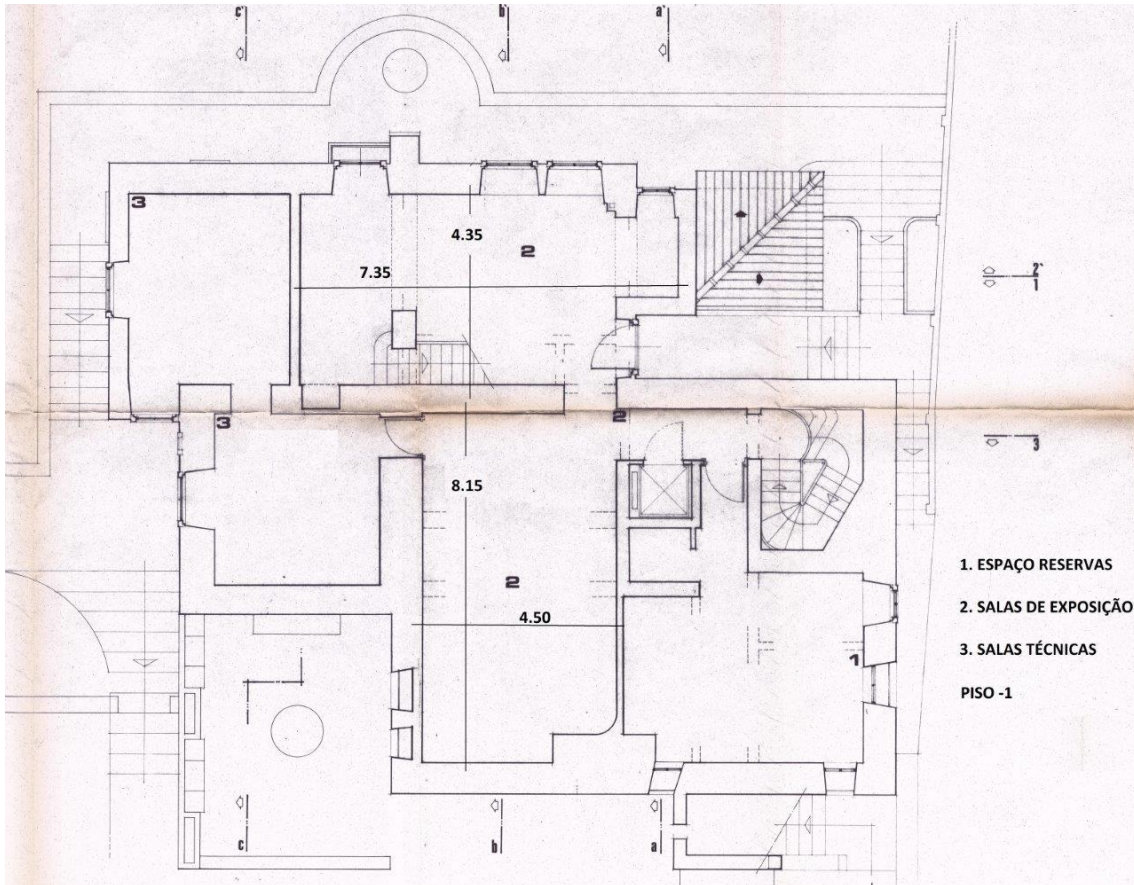 c'
b'
a'
3
4.35
2
7.35
2'
1
3
2
3
8.15
2
4.50
1
1. ESPAÇO RESERVAS
2. SALAS DE EXPOSIÇÃO
3. SALAS TÉCNICAS
PISO -1
c
b
a